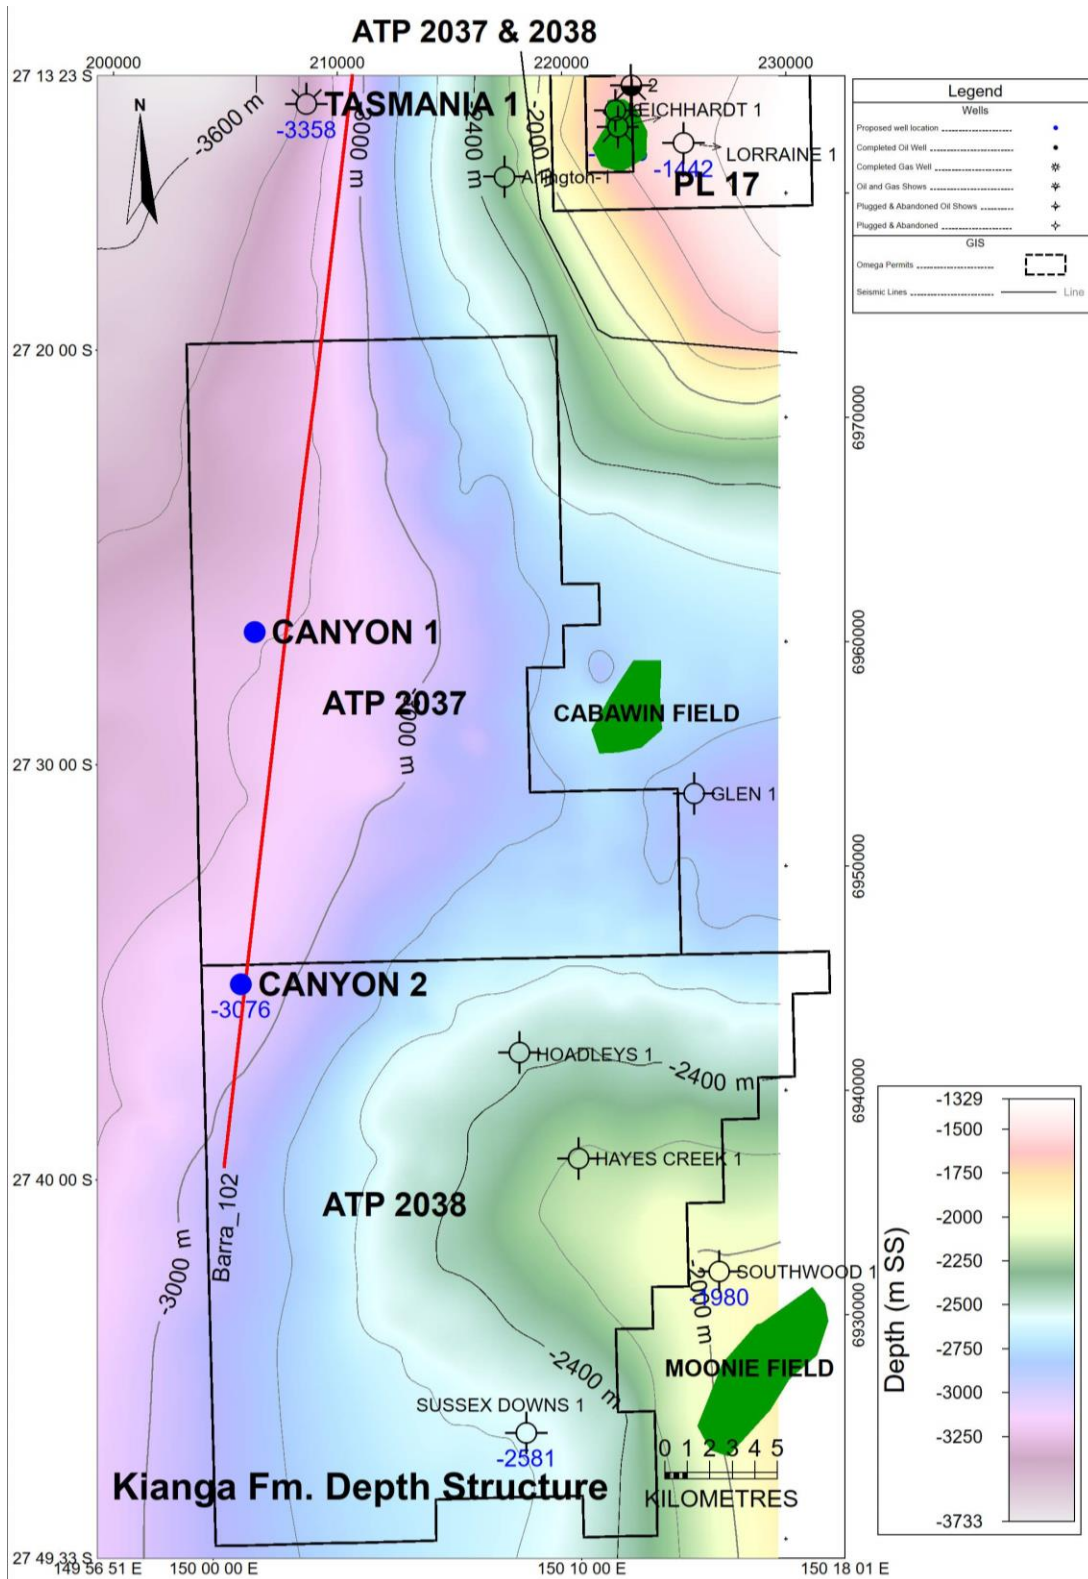 ATP 2037 & 2038
200000
210000
220000
230000
27 13 23 S
N
-3600 m
TASMANIA 1
-3358
-3000 m
-2400 m
-2000 m
2
EICHHARDT 1
LORRAINE 1
-1442
Arlington-1
PL 17
Legend
Wells
Proposed well location
Completed Oil Well
Completed Gas Well
Oil and Gas Shows
Plugged & Abandoned Oil Shows
Plugged & Abandoned
GIS
Omega Permits
Seismic Lines
Line
27 20 00 S
6970000
CANYON 1
6960000
ATP 2037
-3000 m
CABAWIN FIELD
27 30 00 S
GLEN 1
6950000
CANYON 2
-3076
HOADLEYS 1
-2400 m
6940000
HAYES CREEK 1
27 40 00 S
Barra_102
ATP 2038
-3000 m
SOUTHWOOD 1
-1980
-2000 m
6930000
MOONIE FIELD
-2400 m
SUSSEX DOWNS 1
-2581
0 1 2 3 4 5
KILOMETRES
Kianga Fm. Depth Structure
Depth (m SS)
-1329
-1500
-1750
-2000
-2250
-2500
-2750
-3000
-3250
-3733
27 49 33 S
149 56 51 E
150 00 00 E
150 10 00 E
150 18 01 E